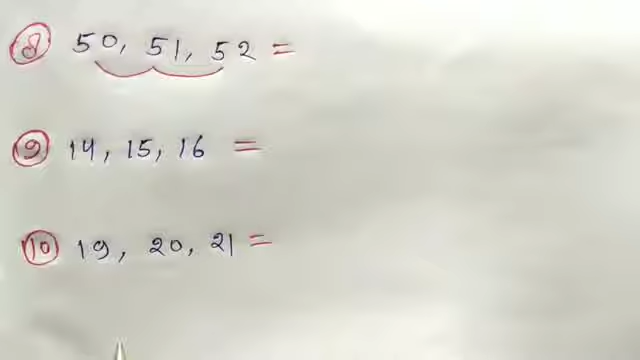 8 50, 51, 52 =
9 14, 15, 16 =
10 19, 20, 21 =